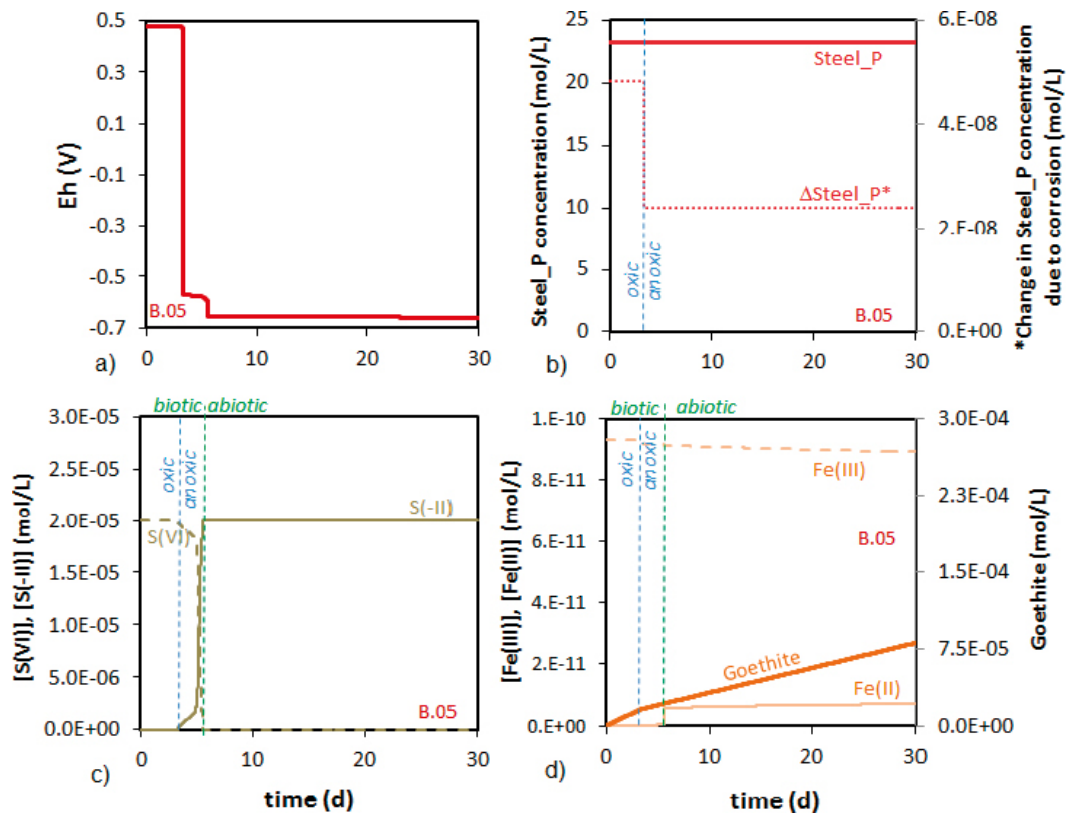 0.5
0.3
0.1
-0.1
-0.3
-0.5
-0.7
Eh (V)
B.05
0 10 20 30
a)
25
20
15
10
5
0
Steel_P concentration (mol/L)
Steel_P
ΔSteel_P*
oxic
anoxic
B.05
6.E-08
4.E-08
2.E-08
0.E+00
*Change in Steel_P concentration
due to corrosion (mol/L)
0 10 20 30
b)
biotic abiotic
3.0E-05
2.5E-05
2.0E-05
1.5E-05
1.0E-05
5.0E-06
0.0E+00
[S(VI)], [S(-II)] (mol/L)
oxic
anoxic
S(-II)
S(VI)
B.05
0 10 20 30
c)
time (d)
biotic abiotic
1.E-10
8.E-11
6.E-11
4.E-11
2.E-11
0.E+00
[Fe(III)], [Fe(II)] (mol/L)
oxic
anoxic
Fe(III)
B.05
Goethite
Fe(II)
3.0E-04
2.3E-04
1.5E-04
7.5E-05
0.0E+00
Goethite (mol/L)
0 10 20 30
d)
time (d)